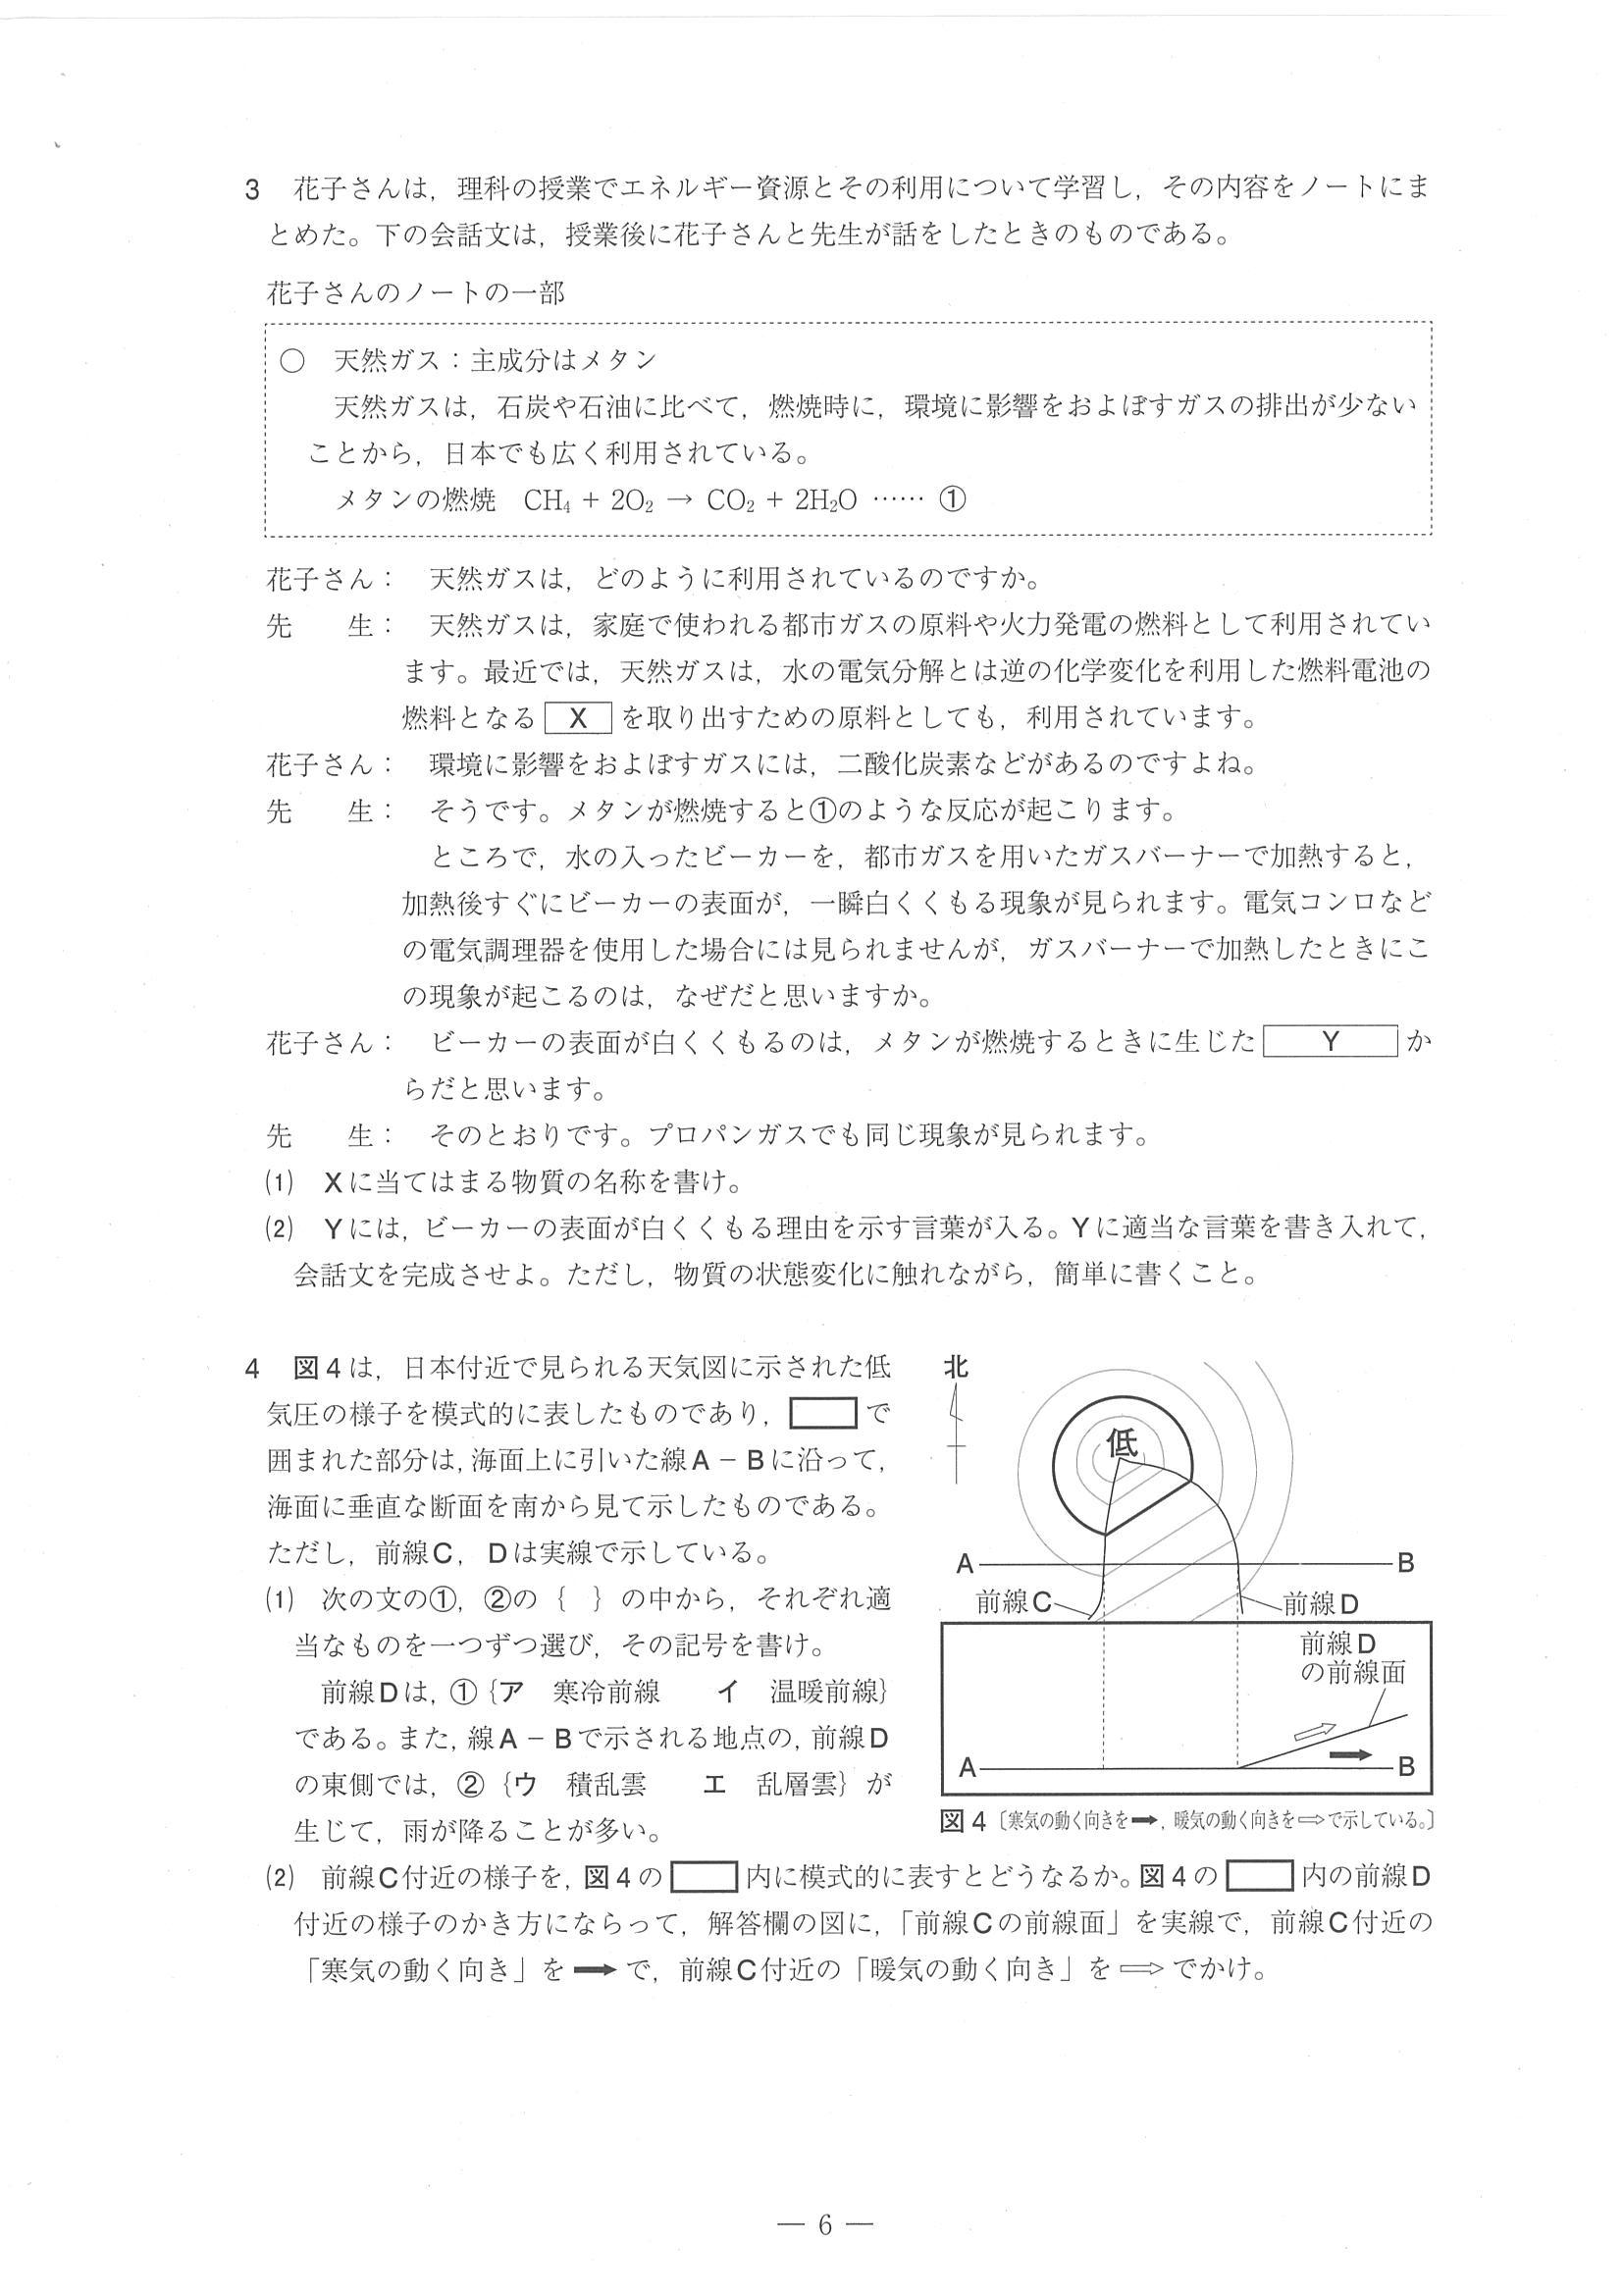 3 花子さんは，理科の授業でエネルギー資源とその利用について学習し，その内容をノートにま
とめた。下の会話文は，授業後に花子さんと先生が話をしたときのものである。
花子さんのノートの一部
○ 天然ガス：主成分はメタン
天然ガスは，石炭や石油に比べて，燃焼時に，環境に影響をおよぼすガスの排出が少ない
ことから，日本でも広く利用されている。
メタンの燃焼 CH₄ + 2O₂ → CO₂ + 2H₂O …… ①
花子さん： 天然ガスは，どのように利用されているのですか。
先 生： 天然ガスは，家庭で使われる都市ガスの原料や火力発電の燃料として利用されてい
ます。最近では，天然ガスは，水の電気分解とは逆の化学変化を利用した燃料電池の
燃料となる X を取り出すための原料としても，利用されています。
花子さん： 環境に影響をおよぼすガスには，二酸化炭素などがあるのですよね。
先 生： そうです。メタンが燃焼すると①のような反応が起こります。
ところで，水の入ったビーカーを，都市ガスを用いたガスバーナーで加熱すると，
加熱後すぐにビーカーの表面が，一瞬白くくもる現象が見られます。電気コンロなど
の電気調理器を使用した場合には見られませんが，ガスバーナーで加熱したときにこ
の現象が起こるのは，なぜだと思いますか。
花子さん： ビーカーの表面が白くくもるのは，メタンが燃焼するときに生じた Y か
らだと思います。
先 生： そのとおりです。プロパンガスでも同じ現象が見られます。
(1) Xに当てはまる物質の名称を書け。
(2) Yには，ビーカーの表面が白くくもる理由を示す言葉が入る。Yに適当な言葉を書き入れて，
会話文を完成させよ。ただし，物質の状態変化に触れながら，簡単に書くこと。
4 図4は，日本付近で見られる天気図に示された低
気圧の様子を模式的に表したものであり， で
囲まれた部分は，海面上に引いた線A－Bに沿って，
海面に垂直な断面を南から見て示したものである。
ただし，前線C，Dは実線で示している。
(1) 次の文の①，②の｛ ｝の中から，それぞれ適
当なものを一つずつ選び，その記号を書け。
前線Dは，①｛ア 寒冷前線 イ 温暖前線｝
である。また，線A－Bで示される地点の，前線D
の東側では，②｛ウ 積乱雲 エ 乱層雲｝が
生じて，雨が降ることが多い。
北
低
A B
前線C 前線D
前線D
の前線面
A B
図4〔寒気の動く向きを➡，暖気の動く向きを⇨で示している。〕
(2) 前線C付近の様子を，図4の 内に模式的に表すとどうなるか。図4の 内の前線D
付近の様子のかき方にならって，解答欄の図に，「前線Cの前線面」を実線で，前線C付近の
「寒気の動く向き」を➡で，前線C付近の「暖気の動く向き」を⇨でかけ。
— 6 —